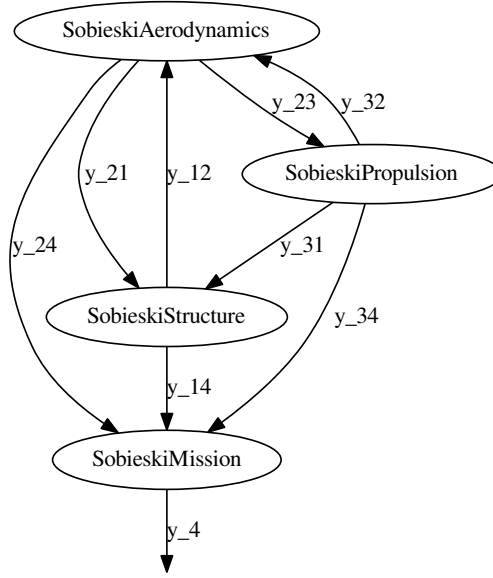 SobieskiAerodynamics
y_23
y_32
y_21
y_12
SobieskiPropulsion
y_24
y_31
SobieskiStructure
y_34
y_14
SobieskiMission
y_4